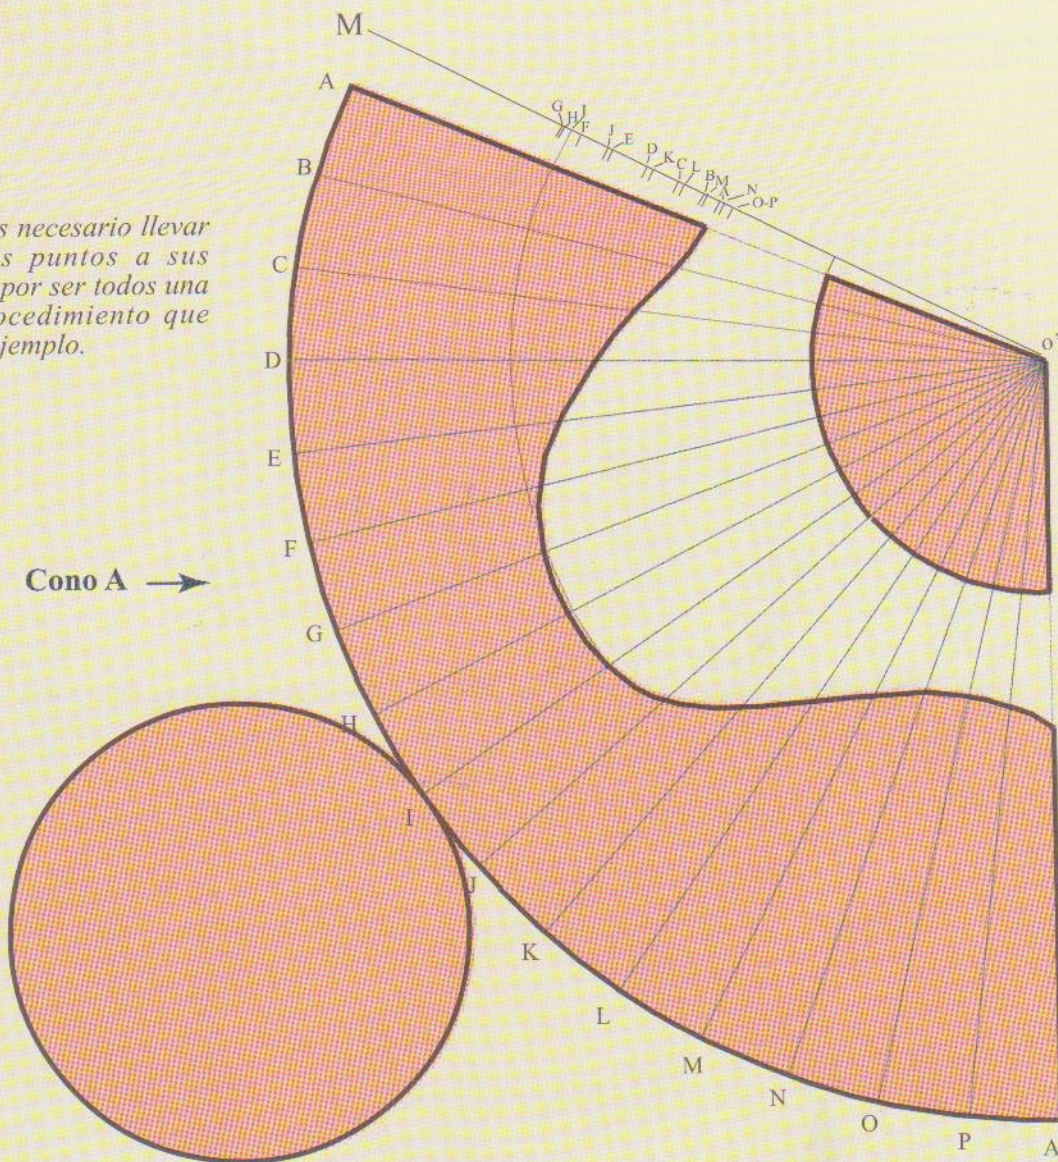 M
A
G H I
F
J E
D K
C L
B M
A N
O-P
B
s necesario llevar
s puntos a sus
por ser todos una
ocedimiento que
jemplo.
C
D
o'
E
F
Cono A
G
H
I
J
K
L
M
N
O
P
A